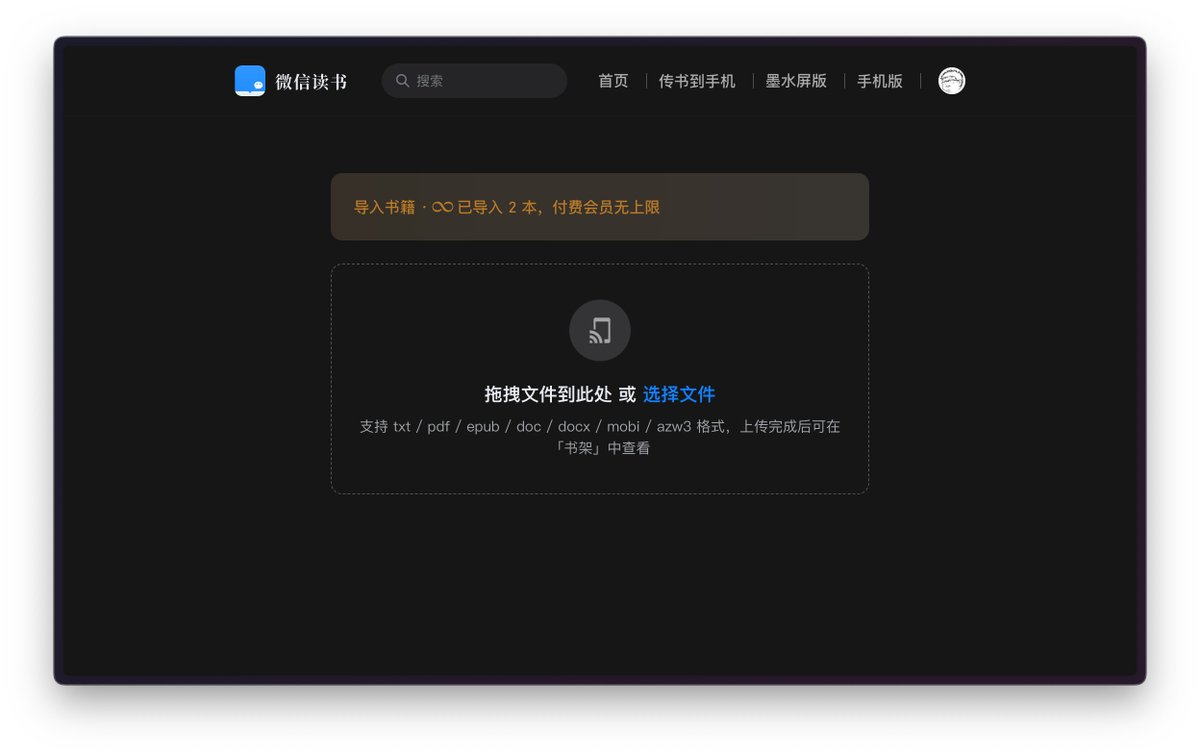 微信读书 搜索 首页 传书到手机 墨水屏版 手机版
导入书籍 · ∞ 已导入 2 本，付费会员无上限
拖拽文件到此处 或 选择文件
支持 txt / pdf / epub / doc / docx / mobi / azw3 格式，上传完成后可在
「书架」中查看